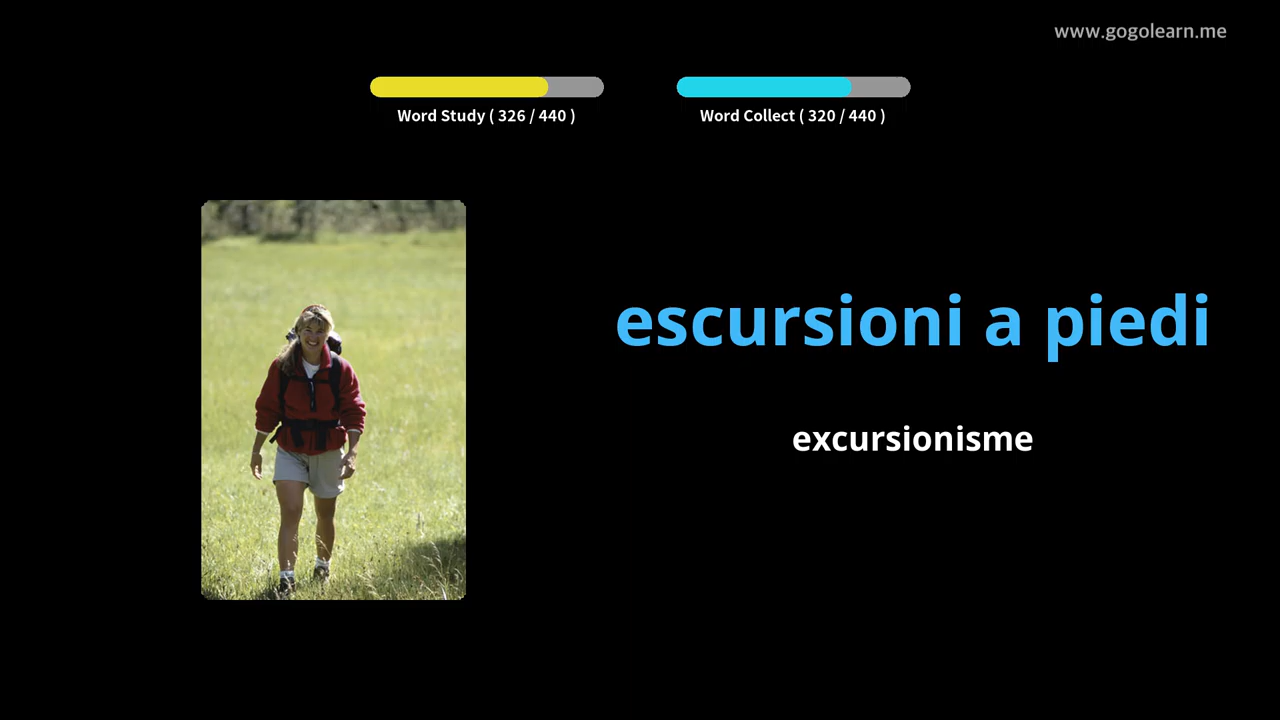 www.gogolearn.me
Word Study ( 326 / 440 )
Word Collect ( 320 / 440 )
escursioni a piedi
excursionisme